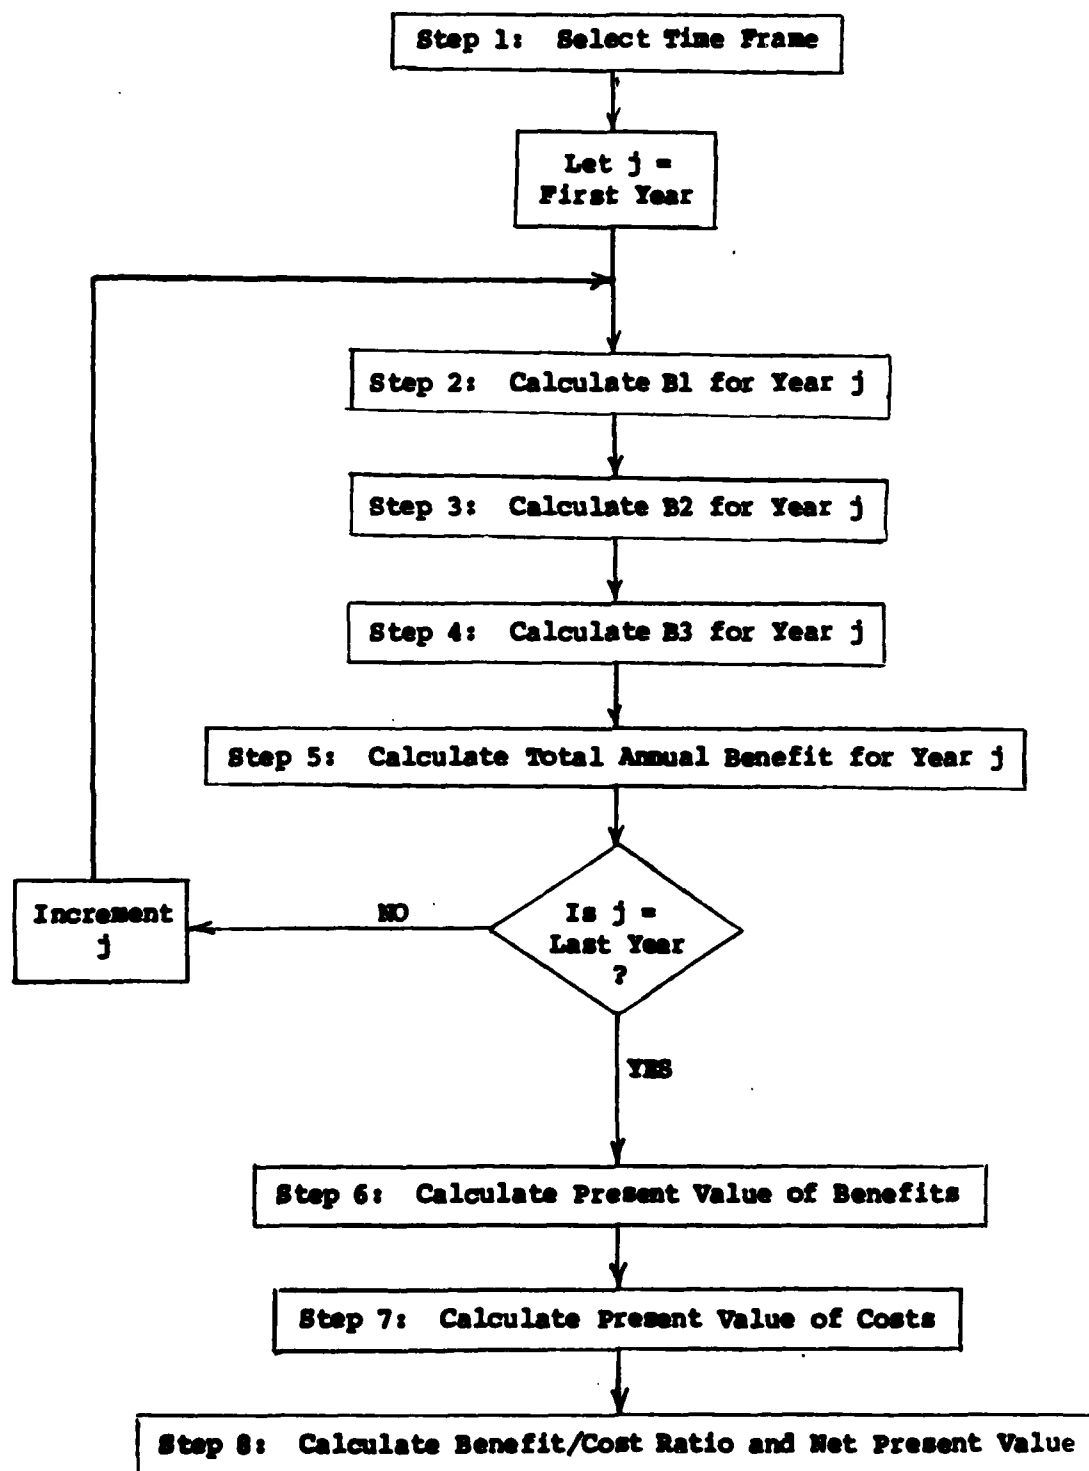 Step 1: Select Time Frame
Let j =
First Year
Step 2: Calculate B1 for Year j
Step 3: Calculate B2 for Year j
Step 4: Calculate B3 for Year j
Step 5: Calculate Total Annual Benefit for Year j
Increment
j
NO
Is j =
Last Year
?
YES
Step 6: Calculate Present Value of Benefits
Step 7: Calculate Present Value of Costs
Step 8: Calculate Benefit/Cost Ratio and Net Present Value